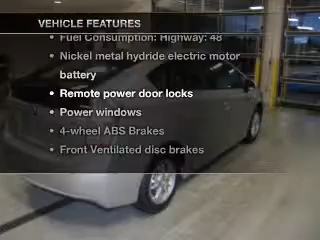 VEHICLE FEATURES
• Fuel Consumption: Highway: 48
• Nickel metal hydride electric motor
battery
• Remote power door locks
• Power windows
• 4-wheel ABS Brakes
• Front Ventilated disc brakes